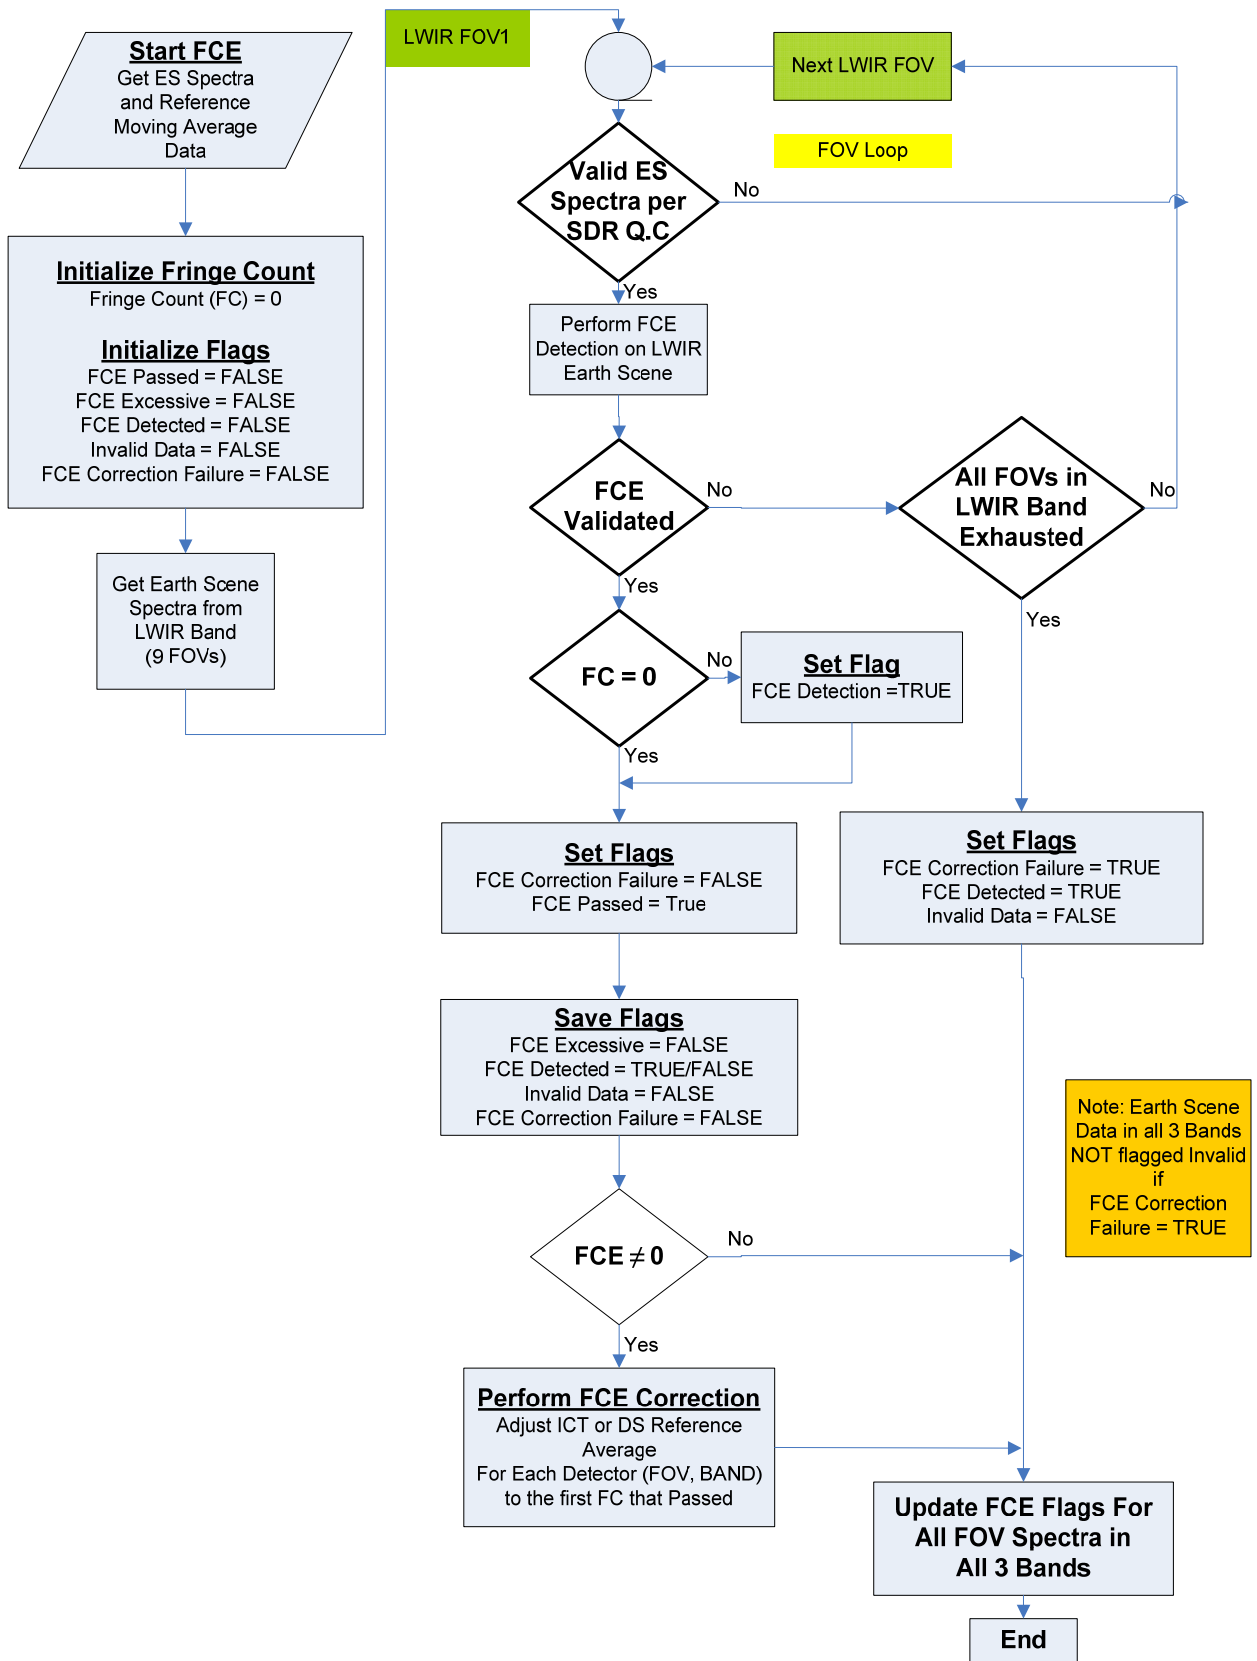 Start FCE
Get ES Spectra
and Reference
Moving Average
Data
Initialize Fringe Count
Fringe Count (FC) = 0
Initialize Flags
FCE Passed = FALSE
FCE Excessive = FALSE
FCE Detected = FALSE
Invalid Data = FALSE
FCE Correction Failure = FALSE
Get Earth Scene
Spectra from
LWIR Band
(9 FOVs)
LWIR FOV1
Next LWIR FOV
FOV Loop
Valid ES
Spectra per
SDR Q.C
No
Yes
Perform FCE
Detection on LWIR
Earth Scene
FCE
Validated
No
Yes
All FOVs in
LWIR Band
Exhausted
No
Yes
FC = 0
No
Yes
Set Flag
FCE Detection =TRUE
Set Flags
FCE Correction Failure = FALSE
FCE Passed = True
Set Flags
FCE Correction Failure = TRUE
FCE Detected = TRUE
Invalid Data = FALSE
Save Flags
FCE Excessive = FALSE
FCE Detected = TRUE/FALSE
Invalid Data = FALSE
FCE Correction Failure = FALSE
Note: Earth Scene
Data in all 3 Bands
NOT flagged Invalid
if
FCE Correction
Failure = TRUE
FCE ≠ 0
No
Yes
Perform FCE Correction
Adjust ICT or DS Reference
Average
For Each Detector (FOV, BAND)
to the first FC that Passed
Update FCE Flags For
All FOV Spectra in
All 3 Bands
End